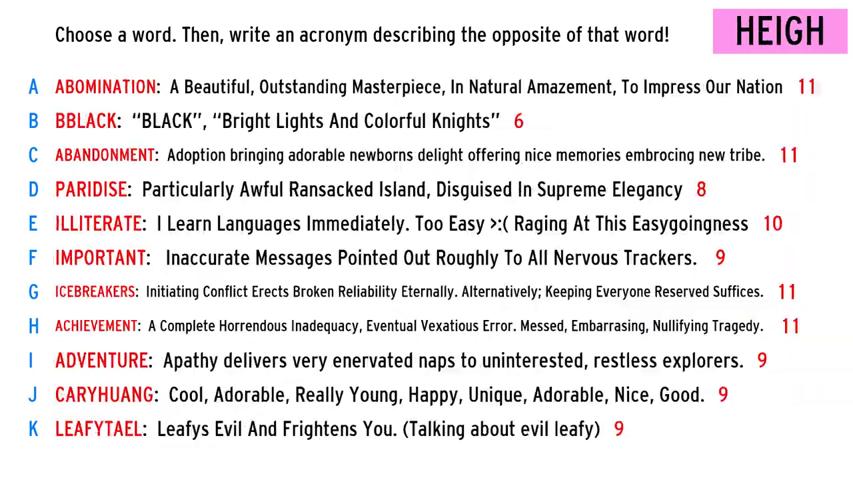 Choose a word. Then, write an acronym describing the opposite of that word! HEIGH
A ABOMINATION: A Beautiful, Outstanding Masterpiece, In Natural Amazement, To Impress Our Nation 11
B BBLACK: “BLACK”, “Bright Lights And Colorful Knights” 6
C ABANDONMENT: Adoption bringing adorable newborns delight offering nice memories embrocing new tribe. 11
D PARIDISE: Particularly Awful Ransacked Island, Disguised In Supreme Elegancy 8
E ILLITERATE: I Learn Languages Immediately. Too Easy >:( Raging At This Easygoingness 10
F IMPORTANT: Inaccurate Messages Pointed Out Roughly To All Nervous Trackers. 9
G ICEBREAKERS: Initiating Conflict Erects Broken Reliability Eternally. Alternatively; Keeping Everyone Reserved Suffices. 11
H ACHIEVEMENT: A Complete Horrendous Inadequacy, Eventual Vexatious Error. Messed, Embarrasing, Nullifying Tragedy. 11
I ADVENTURE: Apathy delivers very enervated naps to uninterested, restless explorers. 9
J CARYHUANG: Cool, Adorable, Really Young, Happy, Unique, Adorable, Nice, Good. 9
K LEAFYTAEL: Leafys Evil And Frightens You. (Talking about evil leafy) 9